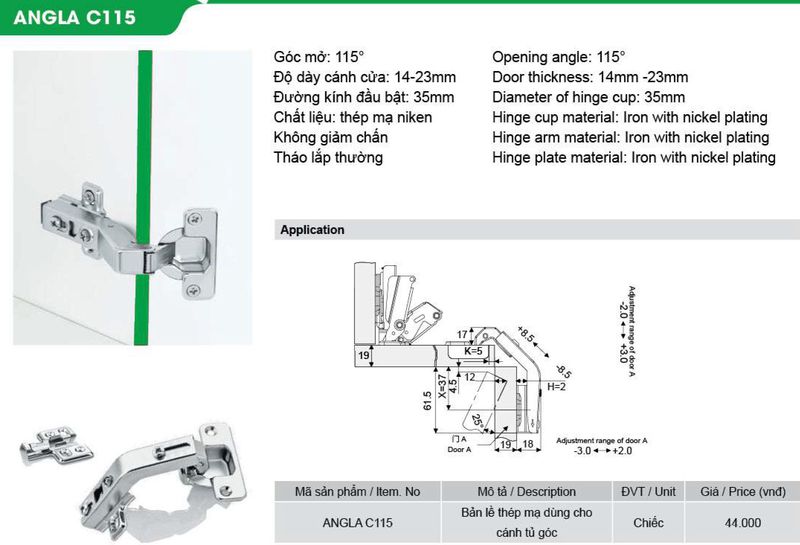 ANGLA C115
Góc mở: 115°
Độ dày cánh cửa: 14-23mm
Đường kính đầu bật: 35mm
Chất liệu: thép mạ niken
Không giảm chấn
Tháo lắp thường
Opening angle: 115°
Door thickness: 14mm -23mm
Diameter of hinge cup: 35mm
Hinge cup material: Iron with nickel plating
Hinge arm material: Iron with nickel plating
Hinge plate material: Iron with nickel plating
Application
19
17
K=5
+8.5
-8.5
12
4.5
X=37
61.5
H=2
25°
门 A
Door A
19
18
Adjustment range of door A
-2.0 +3.0
Adjustment range of door A
-3.0 +2.0
Mã sản phẩm / Item. No Mô tả / Description ĐVT / Unit Giá / Price (vnđ)
ANGLA C115 Bản lề thép mạ dùng cho Chiếc 44.000
cánh tủ góc